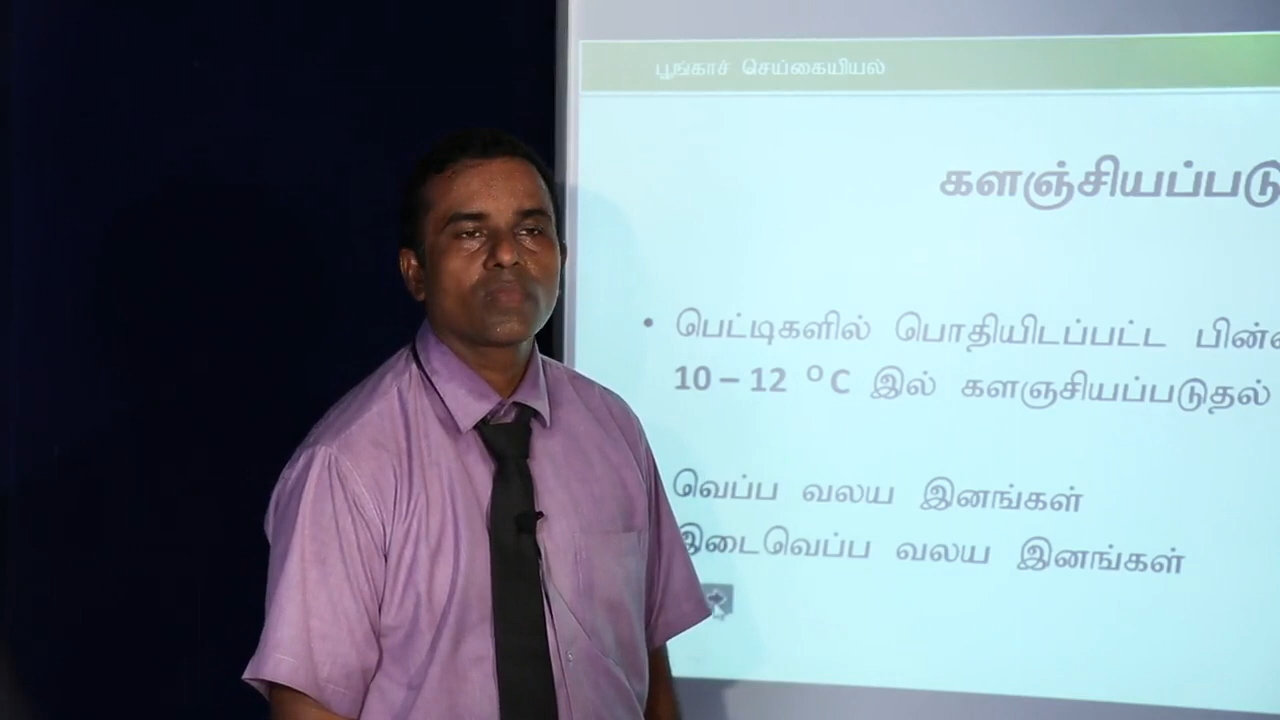 பூங்காச் செய்கையியல்
களஞ்சியப்படு
• பெட்டிகளில் பொதியிடப்பட்ட
10 – 12 ⁰C இல் களஞ்சியப்படுதல்
வெப்ப வலய இனங்கள்
இடைவெப்ப வலய இனங்கள்